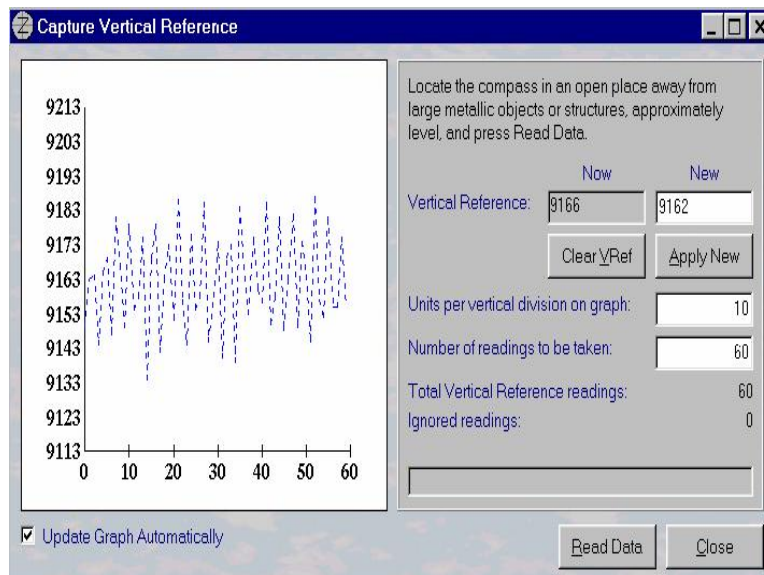 Capture Vertical Reference
9213
9203
9193
9183
9173
9163
9153
9143
9133
9123
9113
0 10 20 30 40 50 60
Update Graph Automatically
Locate the compass in an open place away from
large metallic objects or structures, approximately
level, and press Read Data.
Now New
Vertical Reference: 9166 9162
Clear VRef Apply New
Units per vertical division on graph: 10
Number of readings to be taken: 60
Total Vertical Reference readings: 60
Ignored readings: 0
Read Data Close